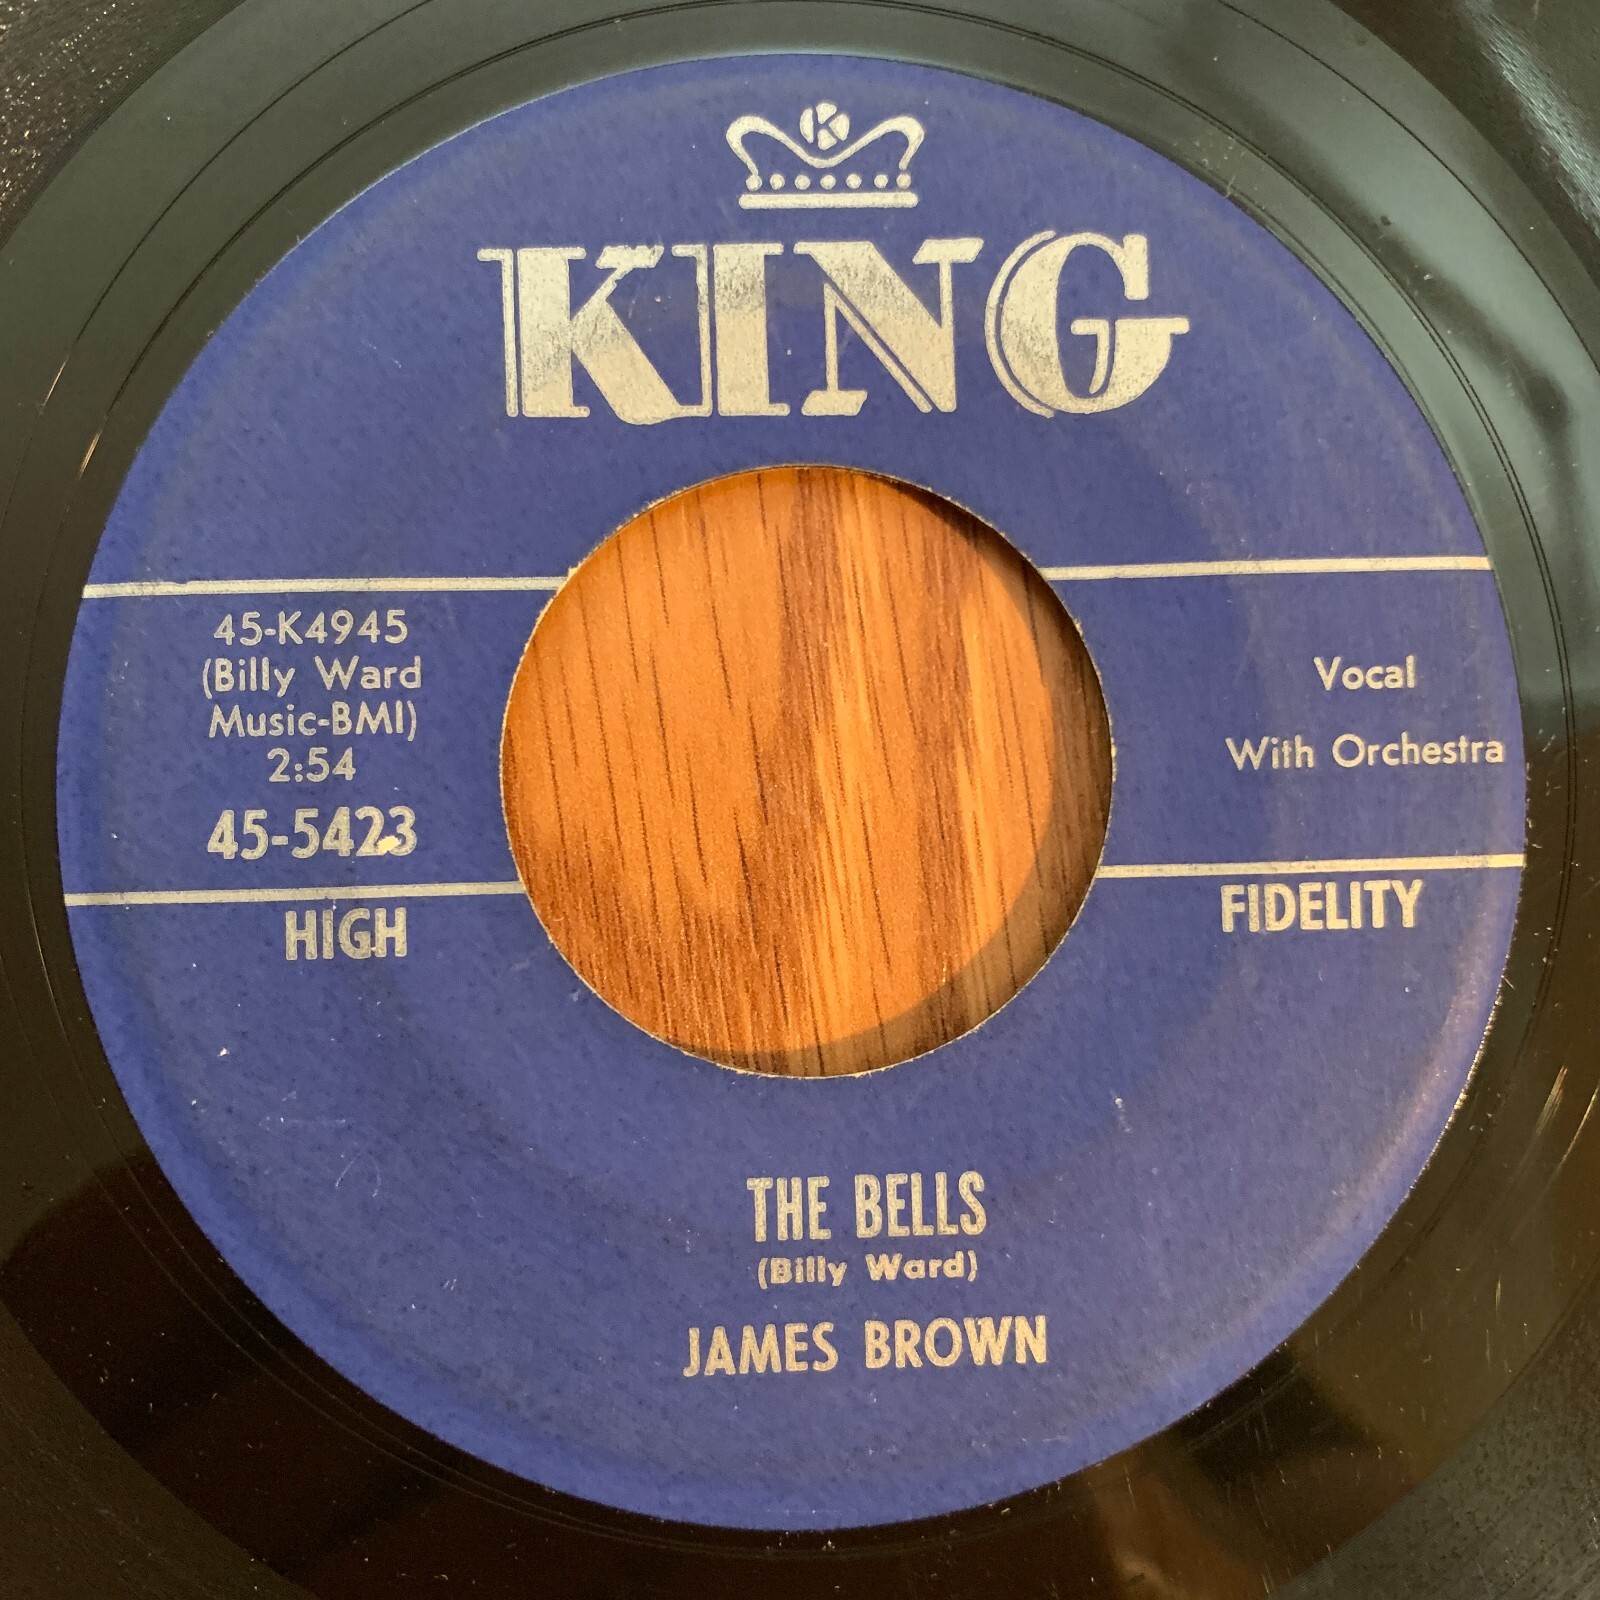 K
KING
45-K4945
(Billy Ward
Music-BMI)
2:54
45-5423
Vocal
With Orchestra
HIGH FIDELITY
THE BELLS
(Billy Ward)
JAMES BROWN